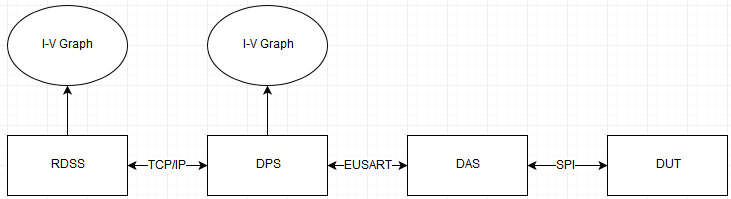 I-V Graph
I-V Graph
RDSS
TCP/IP
DPS
EUSART
DAS
SPI
DUT